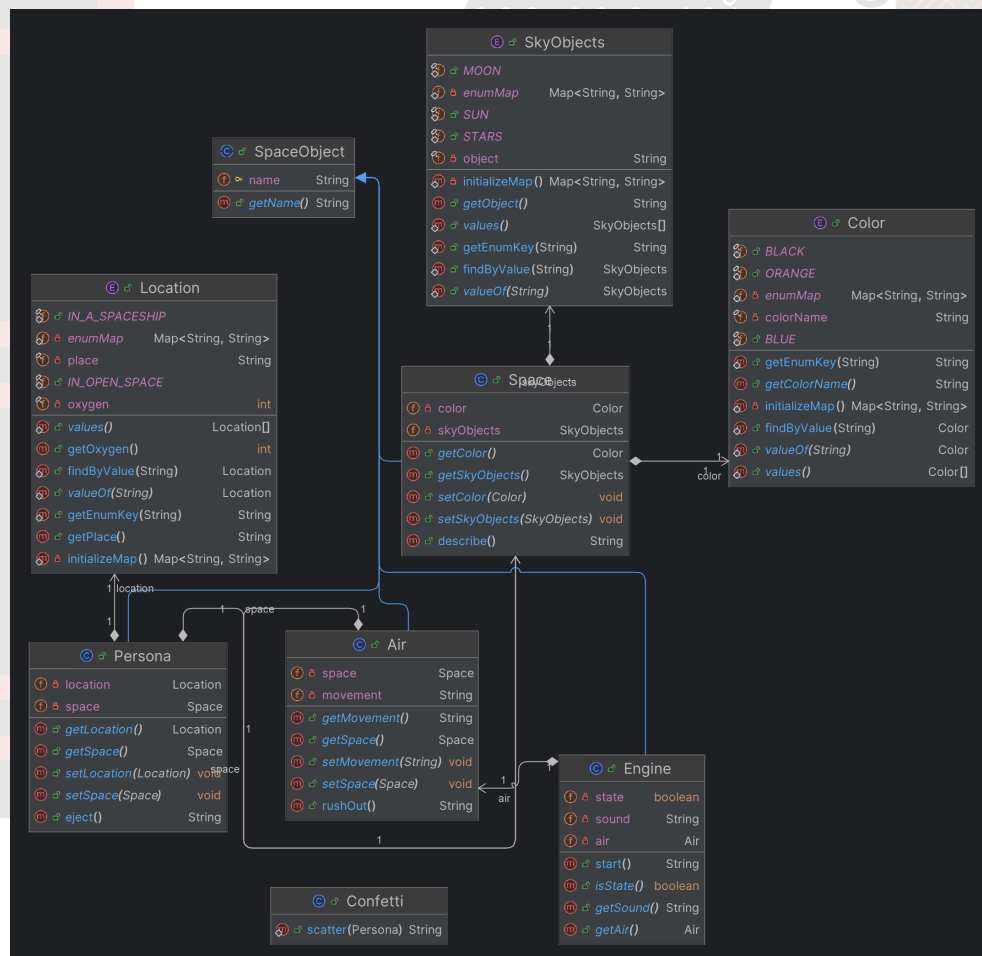 SkyObjects
MOON
enumMap Map<String, String>
SUN
STARS
object String
initializeMap() Map<String, String>
getObject() String
values() SkyObjects[]
getEnumKey(String) String
findByValue(String) SkyObjects
valueOf(String) SkyObjects
SpaceObject
name String
getName() String
Color
BLACK
ORANGE
enumMap Map<String, String>
colorName String
BLUE
getEnumKey(String) String
getColorName() String
initializeMap() Map<String, String>
findByValue(String) Color
valueOf(String) Color
values() Color[]
Location
IN_A_SPACESHIP
enumMap Map<String, String>
place String
IN_OPEN_SPACE
oxygen int
values() Location[]
getOxygen() int
findByValue(String) Location
valueOf(String) Location
getEnumKey(String) String
getPlace() String
initializeMap() Map<String, String>
1
1
skyObjects
Space
color Color
skyObjects SkyObjects
getColor() Color
getSkyObjects() SkyObjects
setColor(Color) void
setSkyObjects(SkyObjects) void
describe() String
1
1
color
1 location
1
1 space 1
Persona
location Location
space Space
getLocation() Location
getSpace() Space
setLocation(Location) void
setSpace(Space) void
eject() String
1
space
1
Air
space Space
movement String
getMovement() String
getSpace() Space
setMovement(String) void
setSpace(Space) void
rushOut() String
1
1
air
Engine
state boolean
sound String
air Air
start() String
isState() boolean
getSound() String
getAir() Air
Confetti
scatter(Persona) String